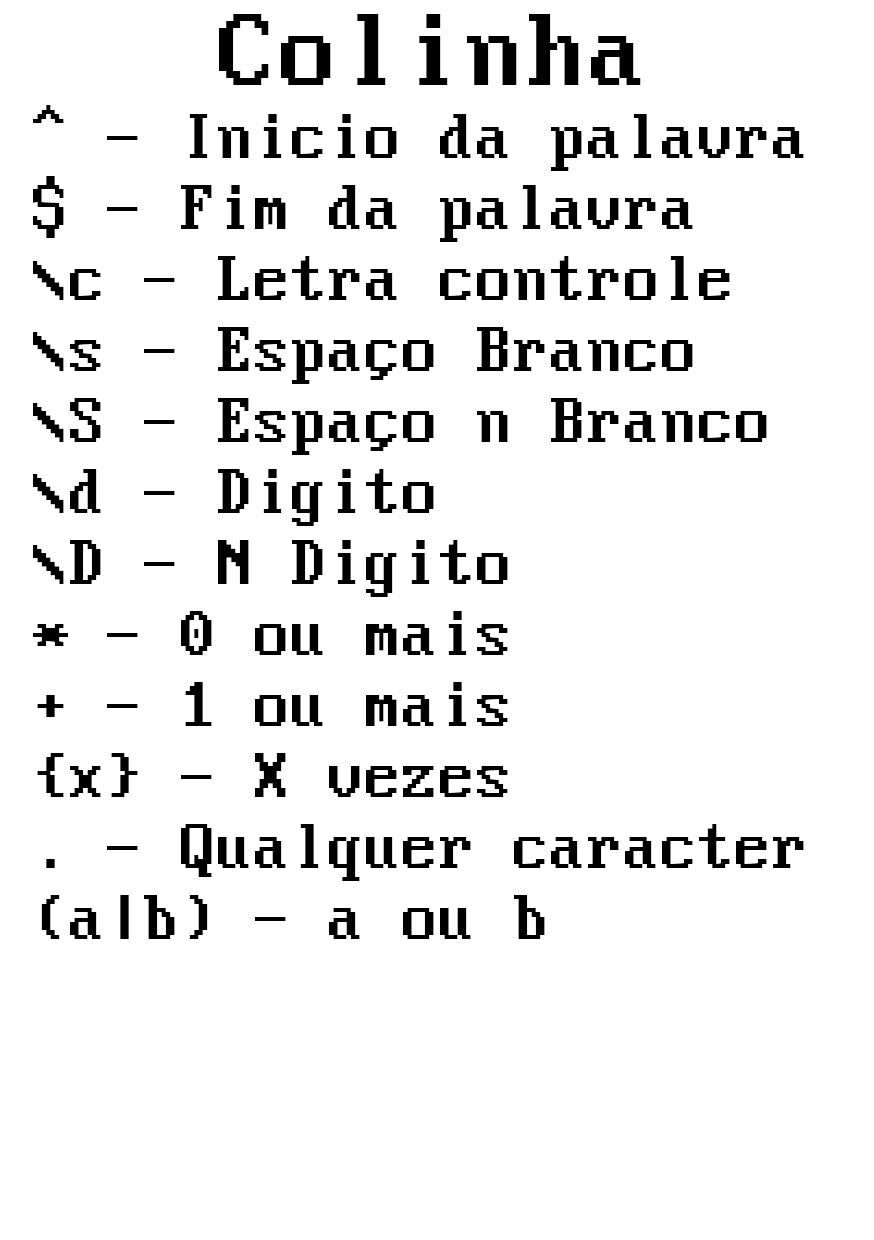 Colinha
^ - Inicio da palavra
$ - Fim da palavra
\c - Letra controle
\s - Espaço Branco
\S - Espaço n Branco
\d - Digito
\D - N Digito
* - 0 ou mais
+ - 1 ou mais
{x} - X vezes
. - Qualquer caracter
(a|b) - a ou b